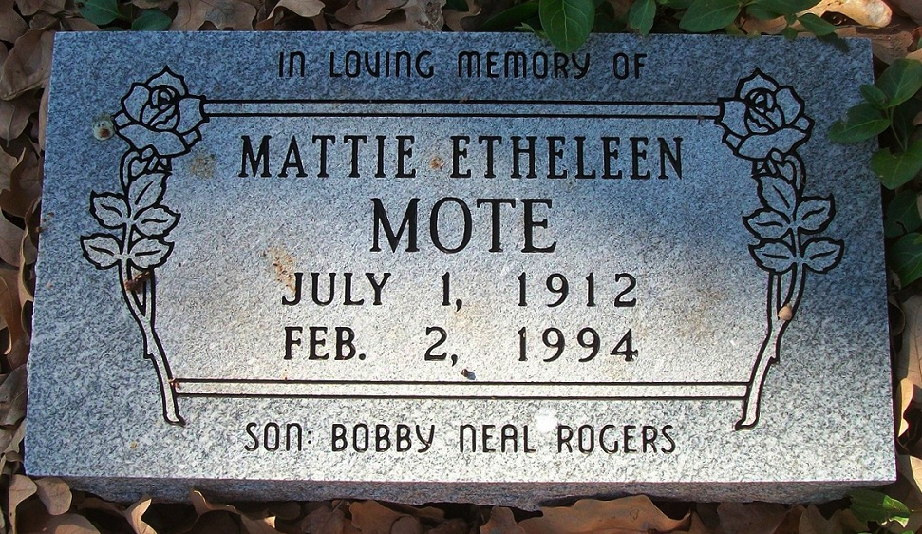 IN LOVING MEMORY OF
MATTIE ETHELEEN
MOTE
JULY 1, 1912
FEB. 2, 1994
SON: BOBBY NEAL ROGERS